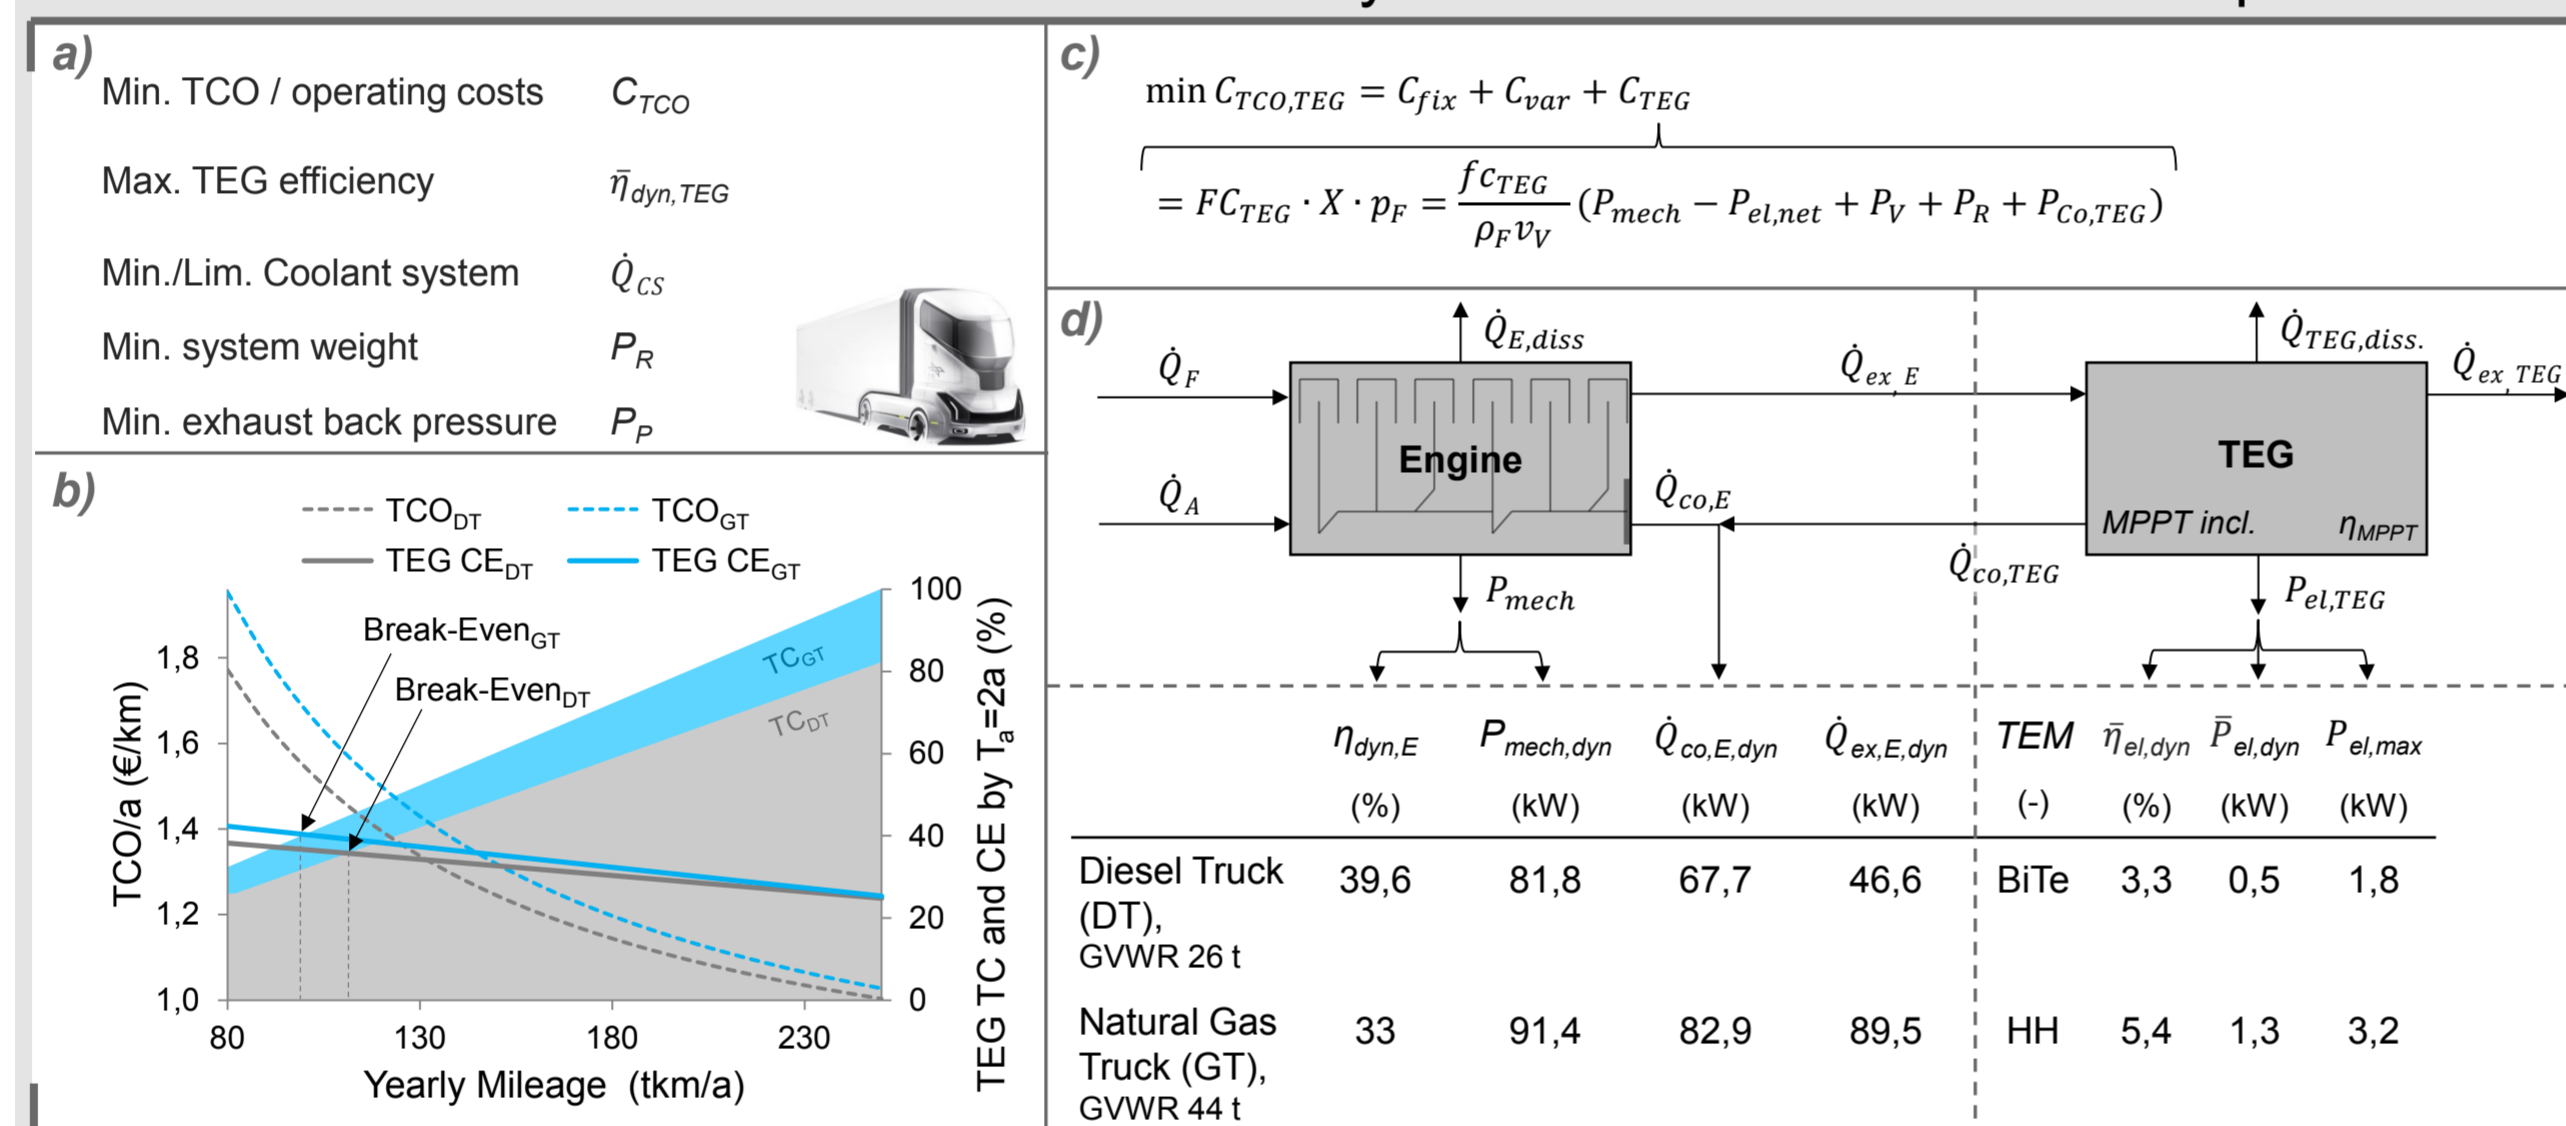 a)
Min. TCO / operating costs C_TCO
Max. TEG efficiency η̄_dyn,TEG
Min./Lim. Coolant system Q̇_CS
Min. system weight P_R
Min. exhaust back pressure P_P
b)
TCO_DT TCO_GT
TEG CE_DT TEG CE_GT
Break-Even_GT
Break-Even_DT
TC_GT
TC_DT
TCO/a (€/km)
1,8
1,6
1,4
1,2
1,0
100
80
60
40
20
0
TEG TC and CE by T_a=2a (%)
80 130 180 230
Yearly Mileage (tkm/a)
c)
min C_TCO,TEG = C_fix + C_var + C_TEG
= FC_TEG · X · p_F = fc_TEG / ρ_F v_V (P_mech − P_el,net + P_V + P_R + P_Co,TEG)
d)
Q̇_F
Q̇_A
Q̇_E,diss
Engine
Q̇_ex,E
Q̇_co,E
P_mech
Q̇_TEG,diss.
Q̇_ex,TEG
TEG
MPPT incl. η_MPPT
Q̇_co,TEG
P_el,TEG
η_dyn,E P_mech,dyn Q̇_co,E,dyn Q̇_ex,E,dyn TEM η̄_el,dyn P̄_el,dyn P_el,max
(%) (kW) (kW) (kW) (-) (%) (kW) (kW)
Diesel Truck 39,6 81,8 67,7 46,6 BiTe 3,3 0,5 1,8
(DT),
GVWR 26 t
Natural Gas 33 91,4 82,9 89,5 HH 5,4 1,3 3,2
Truck (GT),
GVWR 44 t